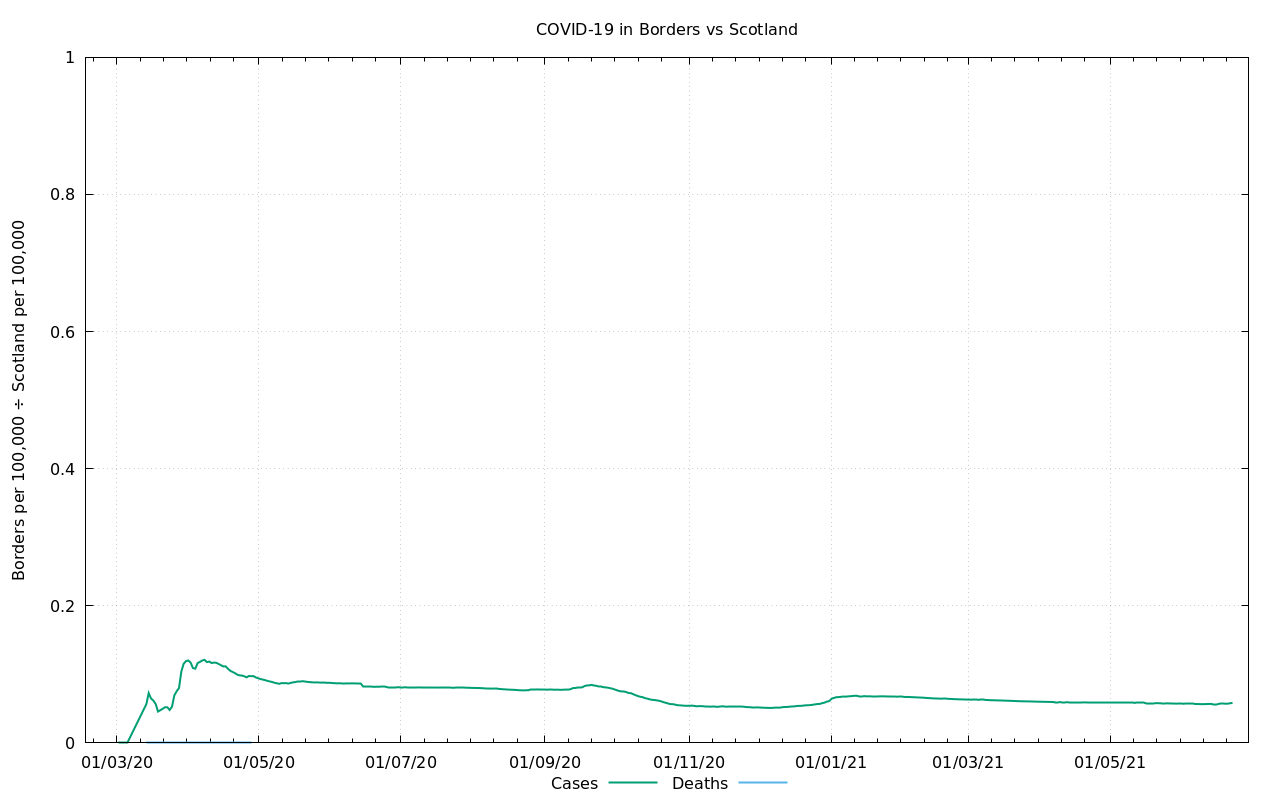 COVID-19 in Borders vs Scotland
Borders per 100,000 ÷ Scotland per 100,000
1
0.8
0.6
0.4
0.2
0
01/03/20 01/05/20 01/07/20 01/09/20 01/11/20 01/01/21 01/03/21 01/05/21
Cases Deaths